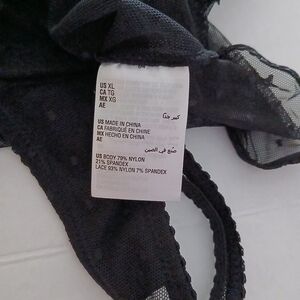 US XL
CA TG
MX XG
AE
كبير جدًا
US MADE IN CHINA
CA FABRIQUÉ EN CHINE
MX HECHO EN CHINA
AE
صنع في الصين
US BODY 79% NYLON
21% SPANDEX
LACE 93% NYLON 7% SPANDEX